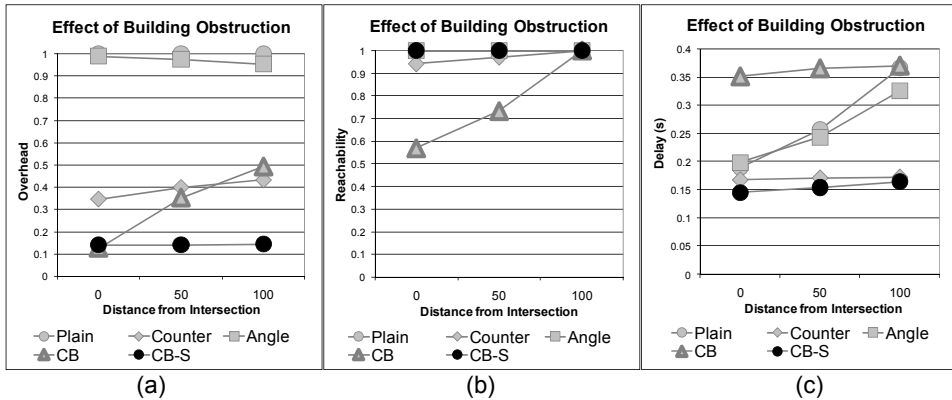 Effect of Building Obstruction
Overhead
1
0.9
0.8
0.7
0.6
0.5
0.4
0.3
0.2
0.1
0
0 50 100
Distance from Intersection
Plain Counter Angle
CB CB-S
(a)
Effect of Building Obstruction
Reachability
1
0.9
0.8
0.7
0.6
0.5
0.4
0.3
0.2
0.1
0
0 50 100
Distance from Intersection
Plain Counter Angle
CB CB-S
(b)
Effect of Building Obstruction
Delay (s)
0.4
0.35
0.3
0.25
0.2
0.15
0.1
0.05
0
0 50 100
Distance from Intersection
Plain Counter Angle
CB CB-S
(c)